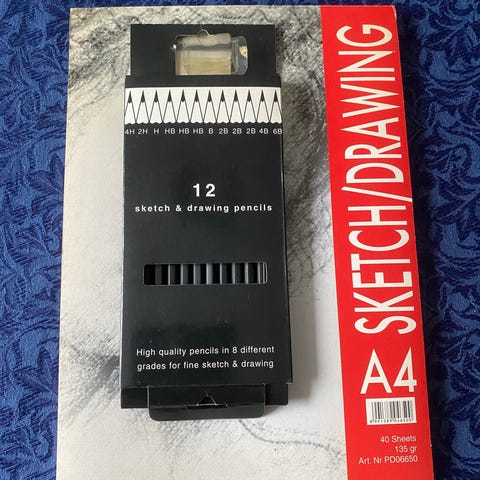 4H 2H H HB HB HB B 2B 2B 2B 4B 6B
12
sketch & drawing pencils
High quality pencils in 8 different
grades for fine sketch & drawing
SKETCH/DRAWING
A4
40 Sheets
135 gr
Art. Nr PD06650